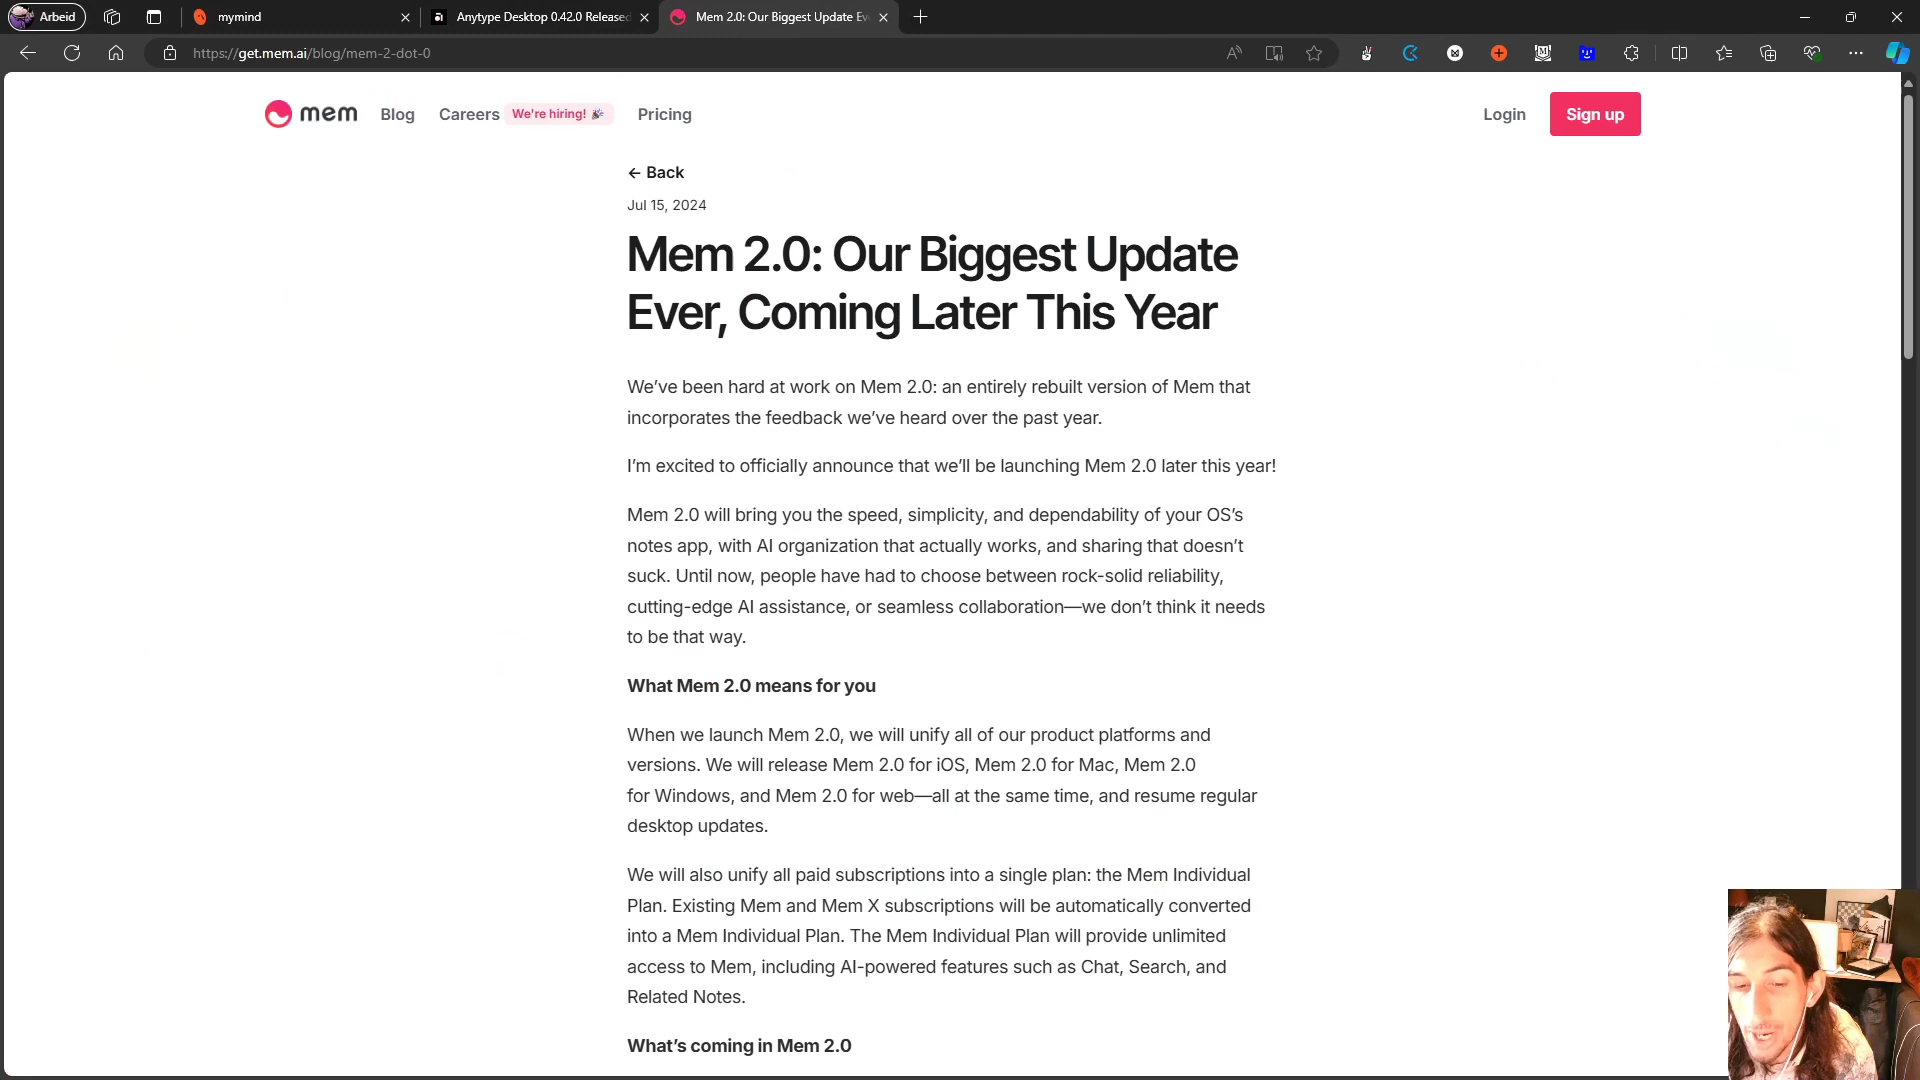 Arbeid
mymind
Anytype Desktop 0.42.0 Released
Mem 2.0: Our Biggest Update Ev
https://get.mem.ai/blog/mem-2-dot-0
mem
Blog
Careers
We're hiring! 🎉
Pricing
Login
Sign up
← Back
Jul 15, 2024
Mem 2.0: Our Biggest Update
Ever, Coming Later This Year
We’ve been hard at work on Mem 2.0: an entirely rebuilt version of Mem that
incorporates the feedback we’ve heard over the past year.
I’m excited to officially announce that we’ll be launching Mem 2.0 later this year!
Mem 2.0 will bring you the speed, simplicity, and dependability of your OS’s
notes app, with AI organization that actually works, and sharing that doesn’t
suck. Until now, people have had to choose between rock-solid reliability,
cutting-edge AI assistance, or seamless collaboration—we don’t think it needs
to be that way.
What Mem 2.0 means for you
When we launch Mem 2.0, we will unify all of our product platforms and
versions. We will release Mem 2.0 for iOS, Mem 2.0 for Mac, Mem 2.0
for Windows, and Mem 2.0 for web—all at the same time, and resume regular
desktop updates.
We will also unify all paid subscriptions into a single plan: the Mem Individual
Plan. Existing Mem and Mem X subscriptions will be automatically converted
into a Mem Individual Plan. The Mem Individual Plan will provide unlimited
access to Mem, including AI-powered features such as Chat, Search, and
Related Notes.
What’s coming in Mem 2.0